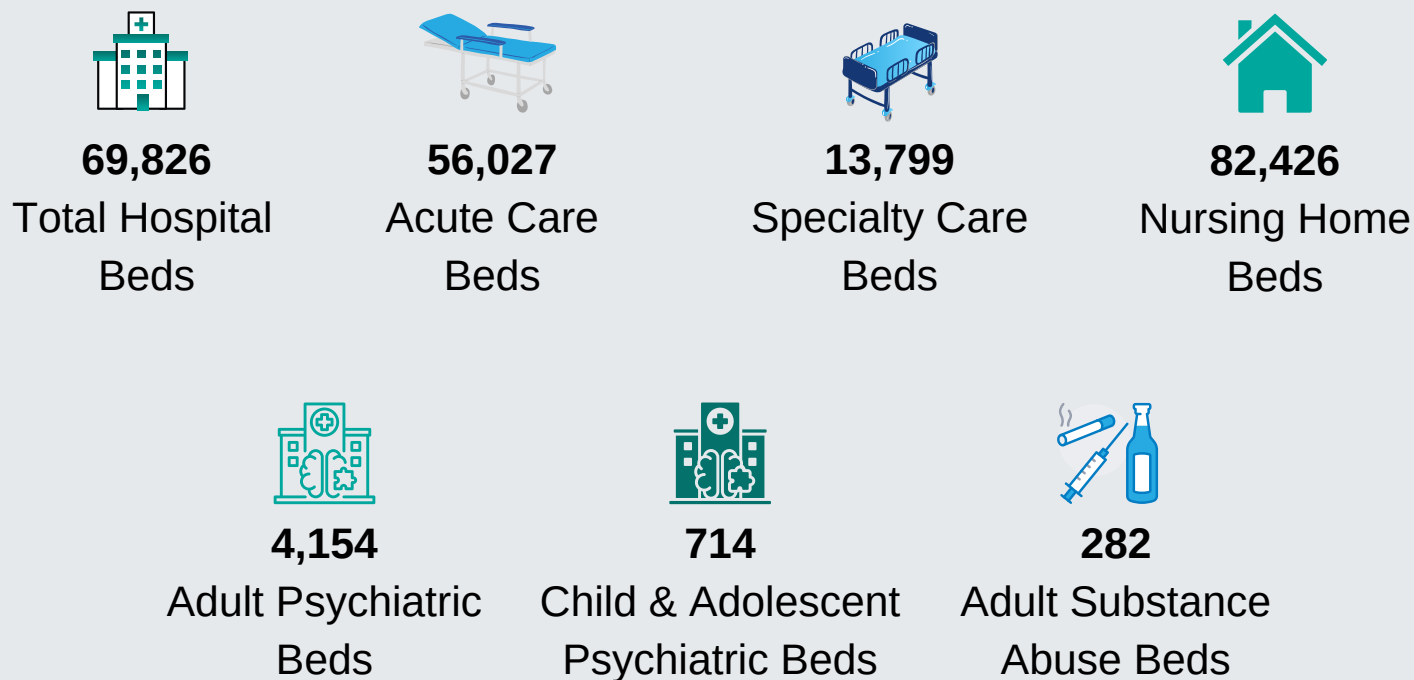 69,826
Total Hospital
Beds
56,027
Acute Care
Beds
13,799
Specialty Care
Beds
82,426
Nursing Home
Beds
4,154
Adult Psychiatric
Beds
714
Child & Adolescent
Psychiatric Beds
282
Adult Substance
Abuse Beds